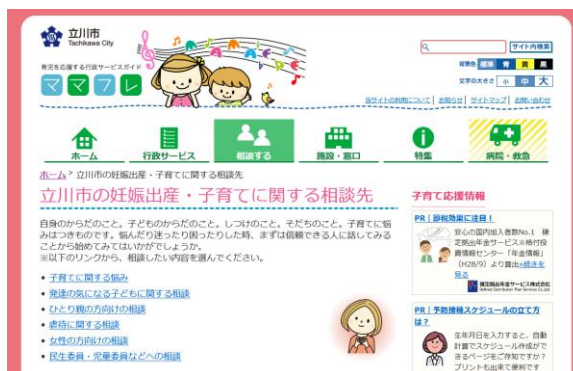 立川市
Tachikawa City
育児を応援する行政サービスガイド
ママフレ
サイト内検索
背景色 標準 青 黄 黒
文字の大きさ 小 中 大
当サイトの利用について | お知らせ | サイトマップ | お問い合わせ
ホーム
行政サービス
相談する
施設・窓口
特集
病院・救急
ホーム > 立川市の妊娠出産・子育てに関する相談先
立川市の妊娠出産・子育てに関する相談先
自身のからだのこと。子どものからだのこと。しつけのこと。そだちのこと。子育てに悩
みはつきものです。悩んだり迷ったり困ったりした時、まずは信頼できる人に話してみる
ことから始めてみてはいかがでしょうか。
※以下のリンクから、相談したい内容を選んでください。
• 子育てに関する悩み
• 発達の気になる子どもに関する相談
• ひとり親の方向けの相談
• 虐待に関する相談
• 女性の方向けの相談
• 民生委員・児童委員などへの相談
子育て応援情報
PR | 節税効果に注目！
安心の国内加入者数No.1 確
定拠出年金サービス※格付投
資情報センター「年金情報」
(H28/9) より算出»続きを
見る
確定拠出年金サービス株式会社
PR | 予防接種スケジュールの立て方
は？
生年月日を入力すると、自動
計算でスケジュール作成がで
きるページをご存知ですか？
プリントも出来て便利です